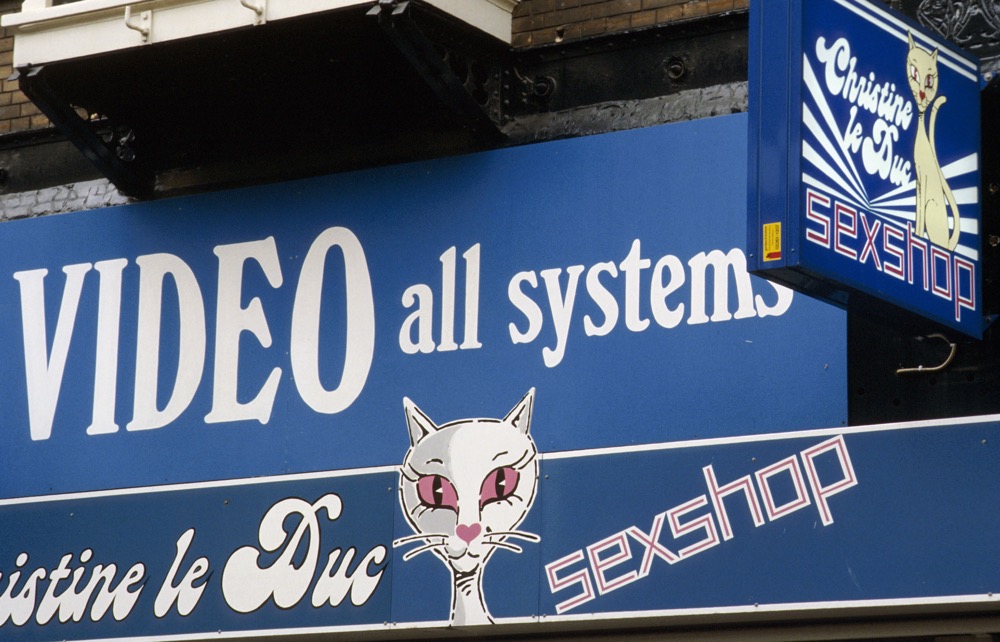 Christine
le Duc
sexshop
VIDEO all systems
istine le Duc
sexshop